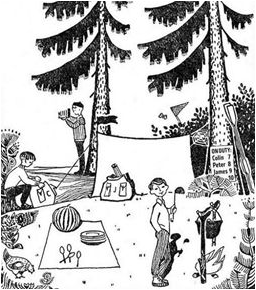 ON DUTY:
Colin
Peter 8
James 9